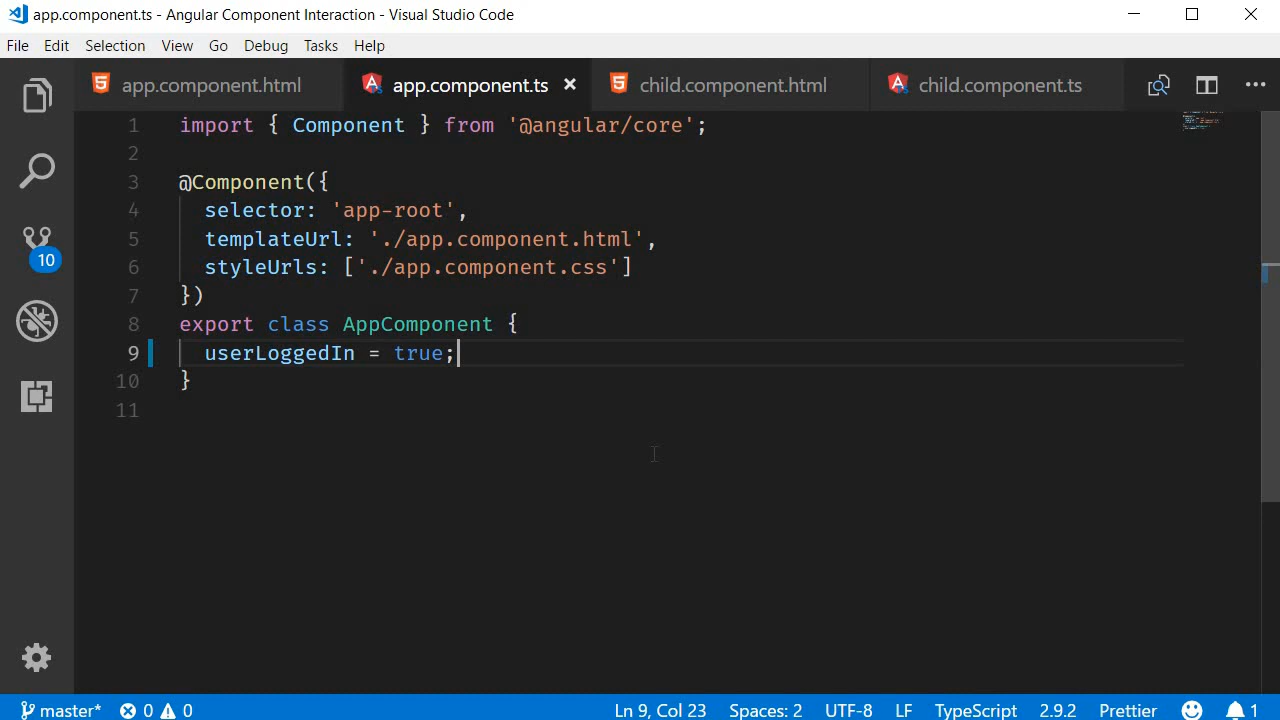 app.component.ts - Angular Component Interaction - Visual Studio Code
File Edit Selection View Go Debug Tasks Help
app.component.html app.component.ts child.component.html child.component.ts
1 import { Component } from '@angular/core';
2
3 @Component({
4 selector: 'app-root',
5 templateUrl: './app.component.html',
6 styleUrls: ['./app.component.css']
7 })
8 export class AppComponent {
9 userLoggedIn = true;
10 }
11
10
master* 0 0 Ln 9, Col 23 Spaces: 2 UTF-8 LF TypeScript 2.9.2 Prettier 1